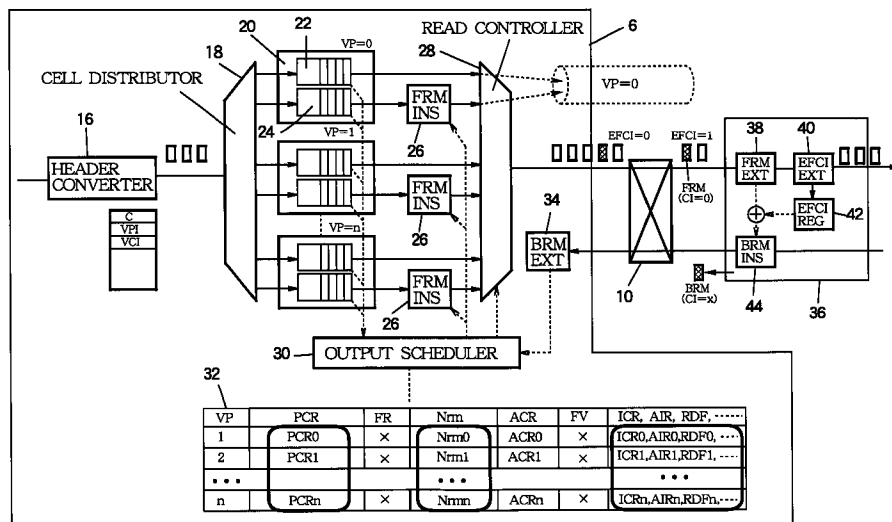 READ CONTROLLER
6
20
22
VP=0
28
18
CELL DISTRIBUTOR
VP=0
FRM
INS
24
26
VP=1
16
HEADER
CONVERTER
C
VPI
VCI
FRM
INS
26
VP=n
FRM
INS
26
EFCI=0
EFCI=1
38
40
FRM
EXT
EFCI
EXT
FRM
(CI=0)
EFCI
REG
42
34
BRM
EXT
10
BRM
INS
44
BRM
(CI=x)
36
30
OUTPUT SCHEDULER
32
VP PCR FR Nrm ACR FV ICR, AIR, RDF, ------
1 PCR0 × Nrm0 ACR0 × ICR0,AIR0,RDF0, ----
2 PCR1 × Nrm1 ACR1 × ICR1,AIR1,RDF1, ----
••• ••• •••
n PCRn × Nrmn ACRn × ICRn,AIRn,RDFn, ----